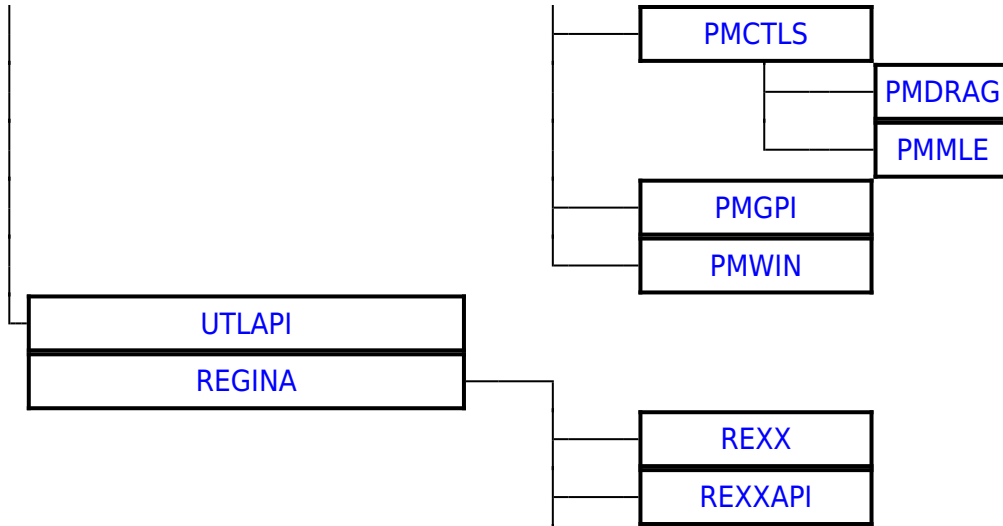 PMCTLS
PMDRAG
PMMLE
PMGPI
PMWIN
UTLAPI
REGINA
REXX
REXXAPI